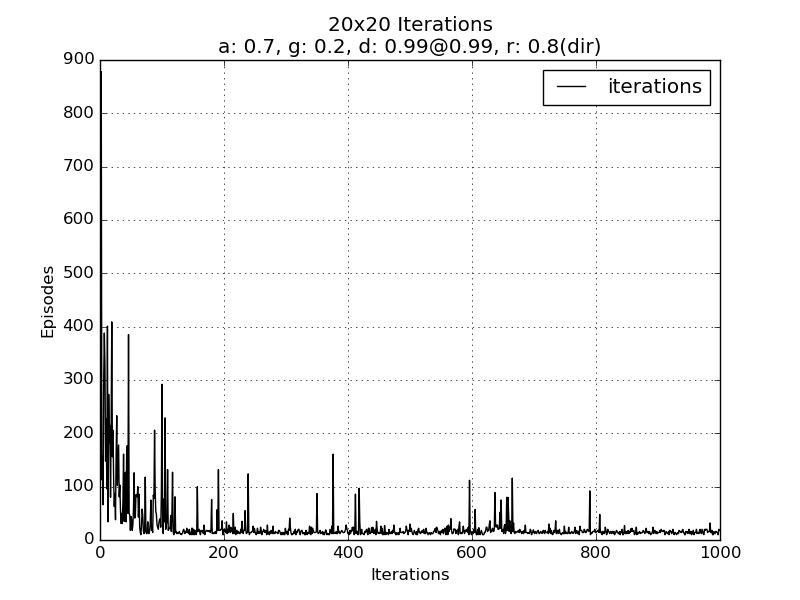 20x20 Iterations
a: 0.7, g: 0.2, d: 0.99@0.99, r: 0.8(dir)
iterations
900
800
700
600
500
400
300
200
100
0
Episodes
0 200 400 600 800 1000
Iterations